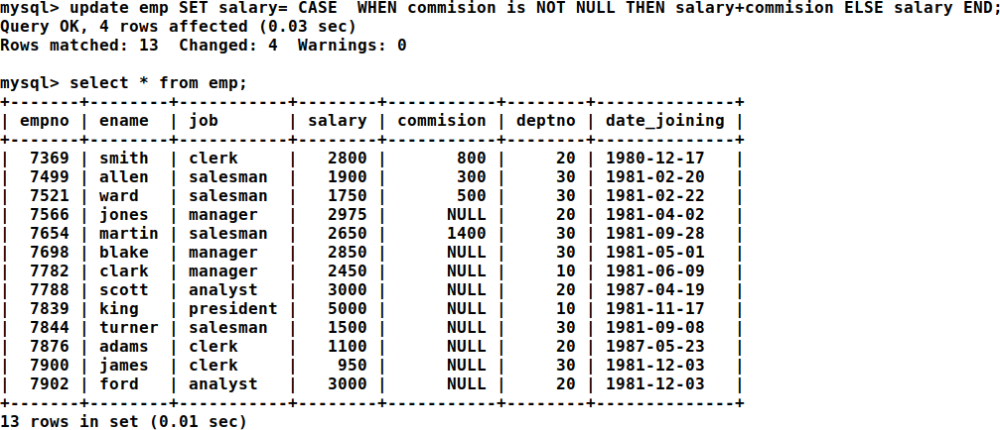 mysql> update emp SET salary= CASE  WHEN commision is NOT NULL THEN salary+commision ELSE salary END;
Query OK, 4 rows affected (0.03 sec)
Rows matched: 13  Changed: 4  Warnings: 0

mysql> select * from emp;
+-------+--------+-----------+--------+-----------+--------+--------------+
| empno | ename  | job       | salary | commision | deptno | date_joining |
+-------+--------+-----------+--------+-----------+--------+--------------+
|  7369 | smith  | clerk     |   2800 |       800 |     20 | 1980-12-17   |
|  7499 | allen  | salesman  |   1900 |       300 |     30 | 1981-02-20   |
|  7521 | ward   | salesman  |   1750 |       500 |     30 | 1981-02-22   |
|  7566 | jones  | manager   |   2975 |      NULL |     20 | 1981-04-02   |
|  7654 | martin | salesman  |   2650 |      1400 |     30 | 1981-09-28   |
|  7698 | blake  | manager   |   2850 |      NULL |     30 | 1981-05-01   |
|  7782 | clark  | manager   |   2450 |      NULL |     10 | 1981-06-09   |
|  7788 | scott  | analyst   |   3000 |      NULL |     20 | 1987-04-19   |
|  7839 | king   | president |   5000 |      NULL |     10 | 1981-11-17   |
|  7844 | turner | salesman  |   1500 |      NULL |     30 | 1981-09-08   |
|  7876 | adams  | clerk     |   1100 |      NULL |     20 | 1987-05-23   |
|  7900 | james  | clerk     |    950 |      NULL |     30 | 1981-12-03   |
|  7902 | ford   | analyst   |   3000 |      NULL |     20 | 1981-12-03   |
+-------+--------+-----------+--------+-----------+--------+--------------+
13 rows in set (0.01 sec)